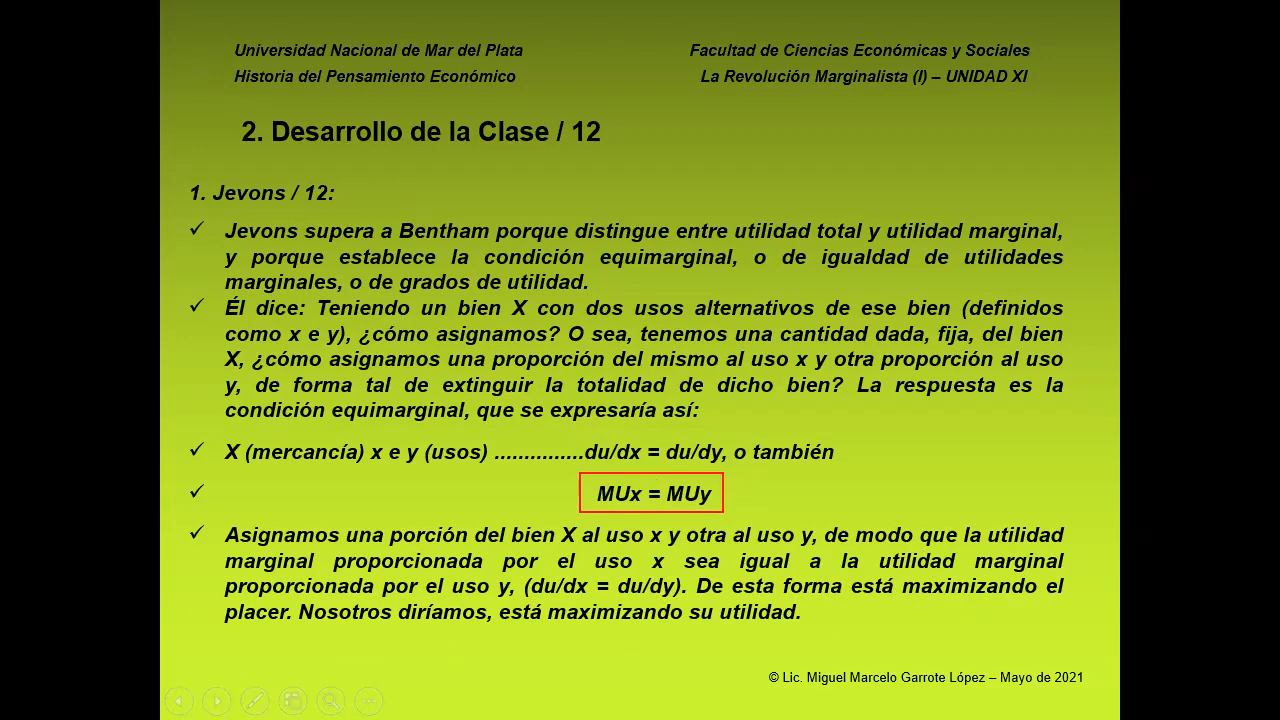 Universidad Nacional de Mar del Plata
Facultad de Ciencias Económicas y Sociales
Historia del Pensamiento Económico
La Revolución Marginalista (I) – UNIDAD XI
2. Desarrollo de la Clase / 12
1. Jevons / 12:
✓ Jevons supera a Bentham porque distingue entre utilidad total y utilidad marginal,
y porque establece la condición equimarginal, o de igualdad de utilidades
marginales, o de grados de utilidad.
✓ Él dice: Teniendo un bien X con dos usos alternativos de ese bien (definidos
como x e y), ¿cómo asignamos? O sea, tenemos una cantidad dada, fija, del bien
X, ¿cómo asignamos una proporción del mismo al uso x y otra proporción al uso
y, de forma tal de extinguir la totalidad de dicho bien? La respuesta es la
condición equimarginal, que se expresaría así:
✓ X (mercancía) x e y (usos) ...............du/dx = du/dy, o también
✓ MUx = MUy
✓ Asignamos una porción del bien X al uso x y otra al uso y, de modo que la utilidad
marginal proporcionada por el uso x sea igual a la utilidad marginal
proporcionada por el uso y, (du/dx = du/dy). De esta forma está maximizando el
placer. Nosotros diríamos, está maximizando su utilidad.
© Lic. Miguel Marcelo Garrote López – Mayo de 2021